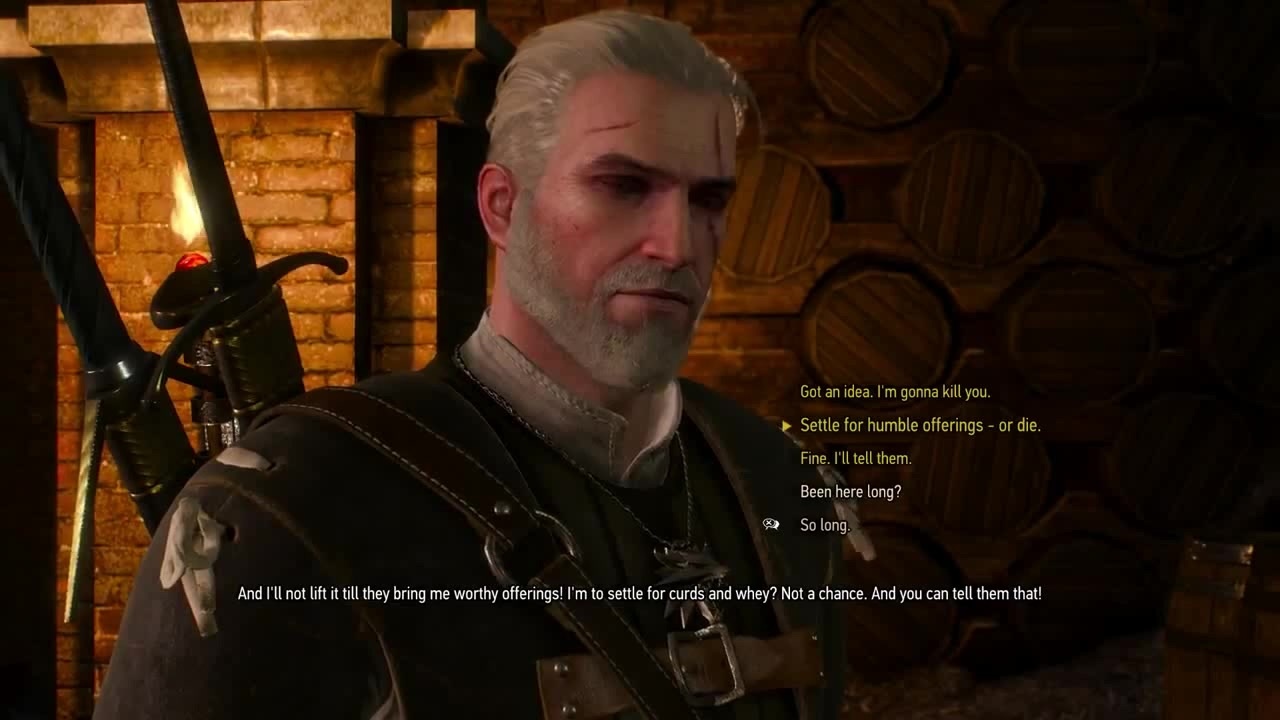 Got an idea. I'm gonna kill you.
Settle for humble offerings - or die.
Fine. I'll tell them.
Been here long?
So long.
And I'll not lift it till they bring me worthy offerings! I'm to settle for curds and whey? Not a chance. And you can tell them that!